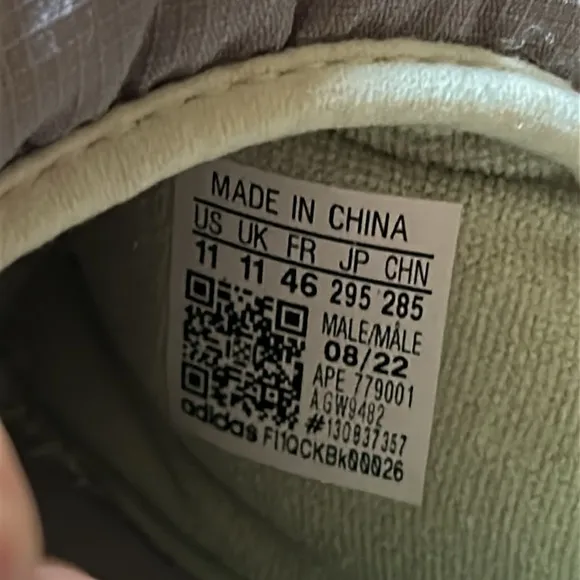 MADE IN CHINA
US UK FR JP CHN
11 11 46 295 285
MALE/MÂLE
08/22
APE 779001
AGW9482
#130837357
adidas FI1QCKBk00026